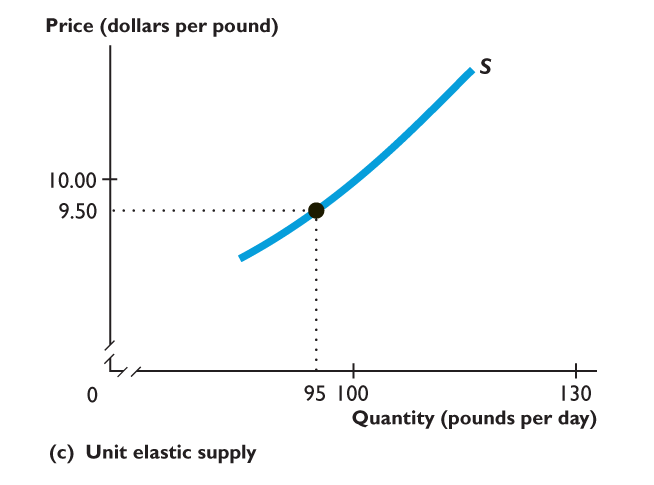 Price (dollars per pound)
S
10.00
9.50
0
95 100 130
Quantity (pounds per day)
(c) Unit elastic supply